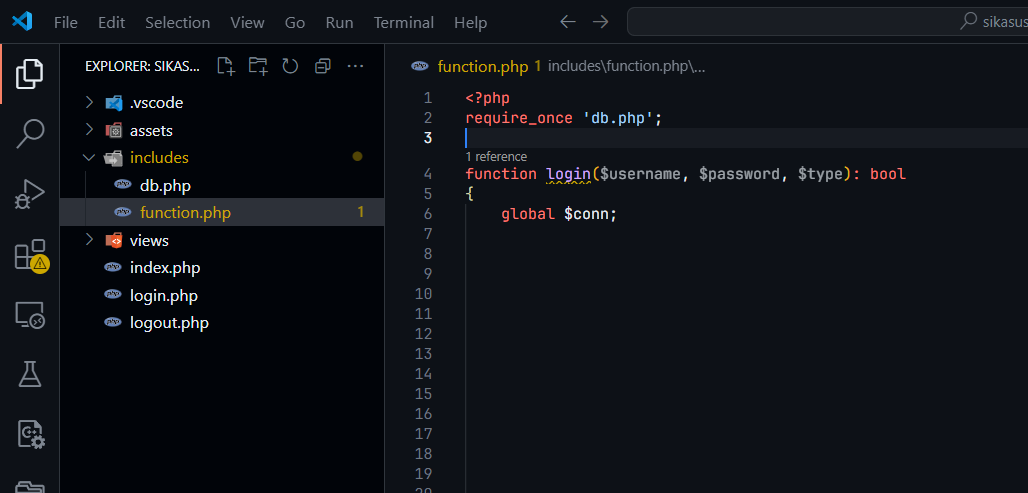 File Edit Selection View Go Run Terminal Help
sikasus
EXPLORER: SIKAS...
.vscode
assets
includes
db.php
function.php 1
views
index.php
login.php
logout.php
function.php 1 includes\function.php\...
1 <?php
2 require_once 'db.php';
3
1 reference
4 function login($username, $password, $type): bool
5 {
6 global $conn;
7
8
9
10
11
12
13
14
15
16
17
18
19
20